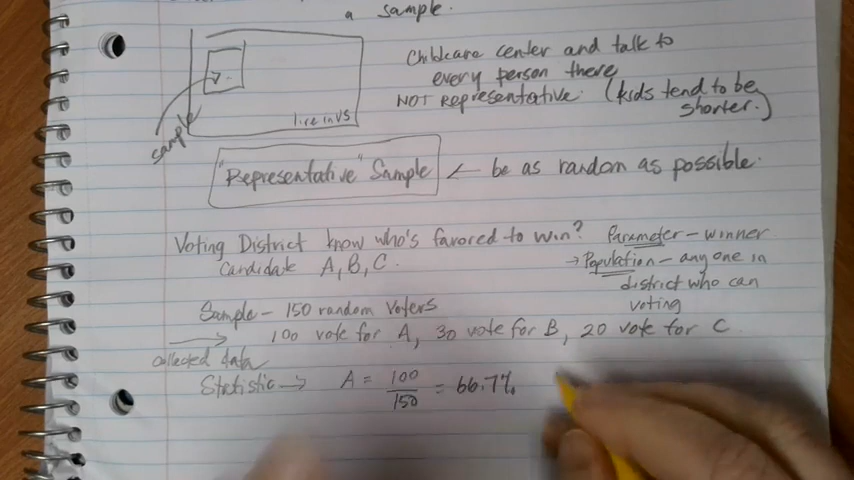 a sample.
Childcare center and talk to
every person there
NOT Representative. (kids tend to be
shorter.)
live in US
sample
"Representative" Sample ← be as random as possible.
Voting District know who's favored to win?
Candidate A, B, C.
Parameter - winner
→ Population - anyone in
district who can
voting
Sample - 150 random voters
100 vote for A, 30 vote for B, 20 vote for C
collected data
Statistic → A = 100/150 = 66.7%